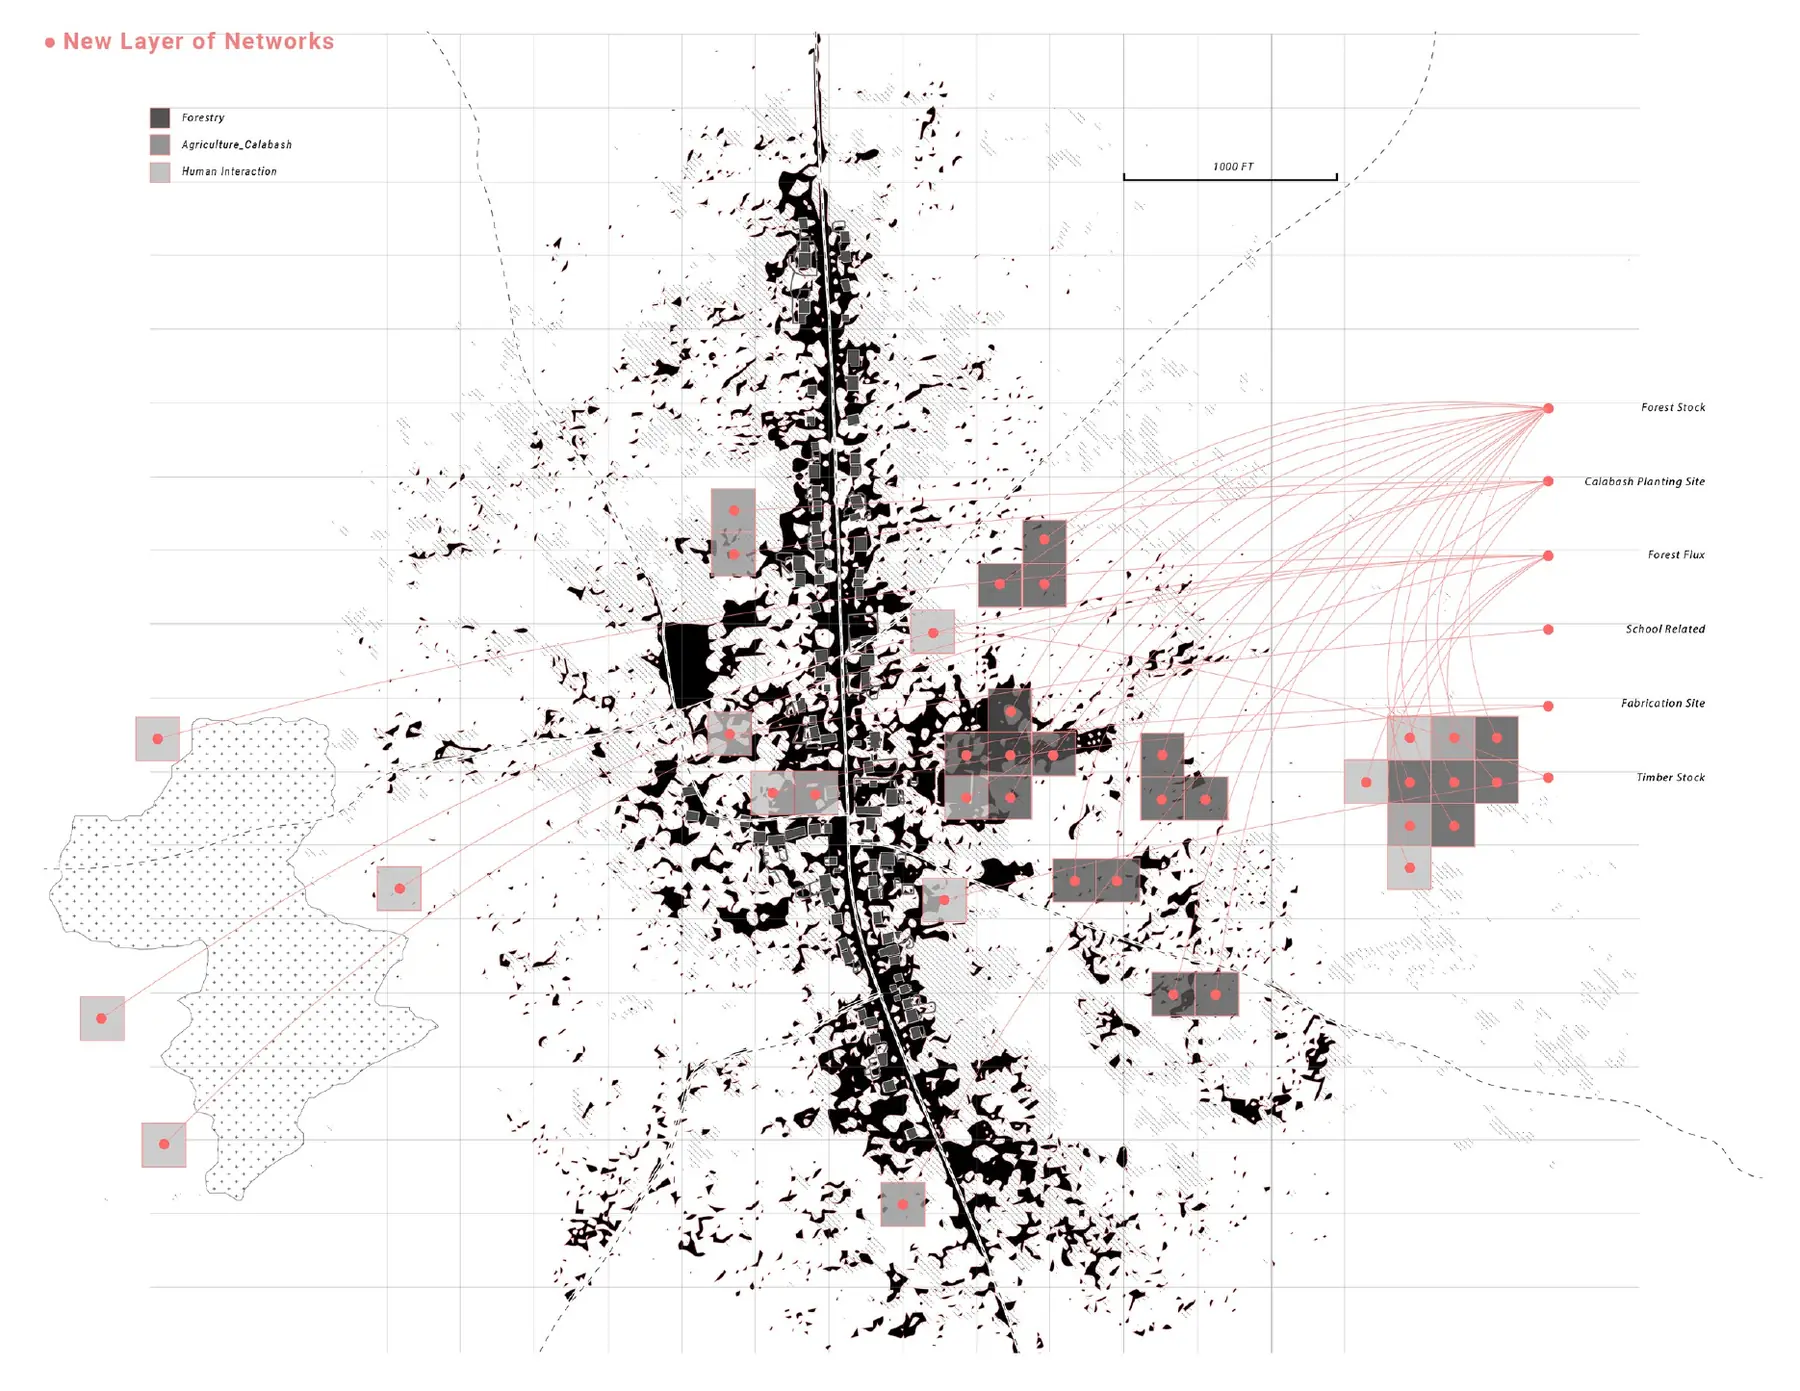 New Layer of Networks
Forestry
Agriculture_Calabash
Human Interaction
1000 FT
Forest Stock
Calabash Planting Site
Forest Flux
School Related
Fabrication Site
Timber Stock